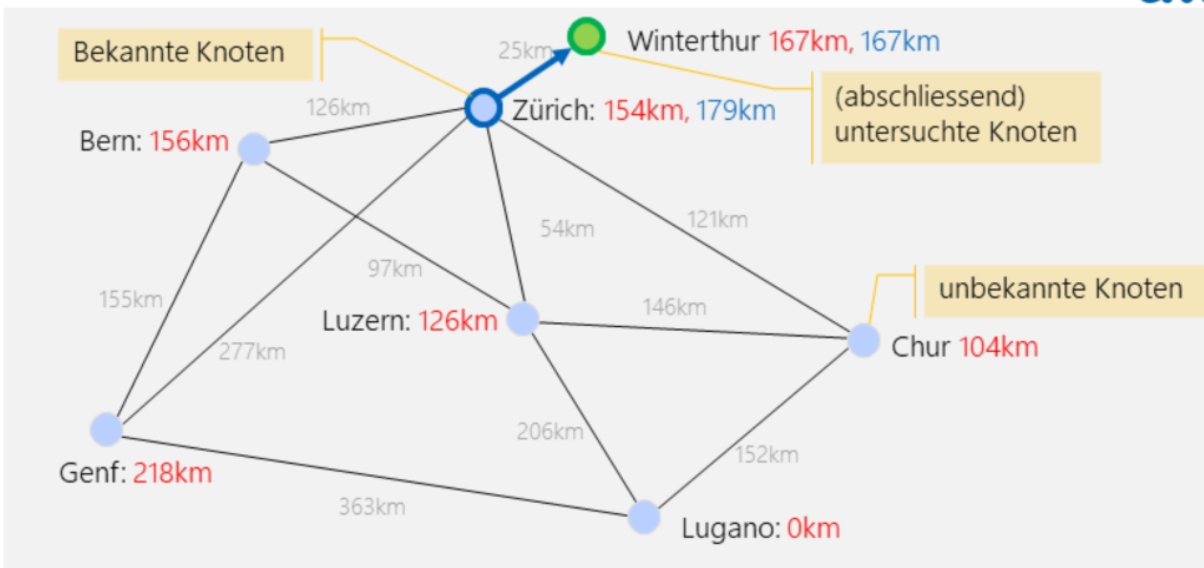 Bekannte Knoten
25km
Winterthur 167km, 167km
126km
Zürich: 154km, 179km
(abschliessend)
untersuchte Knoten
Bern: 156km
54km
121km
97km
unbekannte Knoten
155km
Luzern: 126km
146km
Chur 104km
277km
206km
152km
Genf: 218km
363km
Lugano: 0km